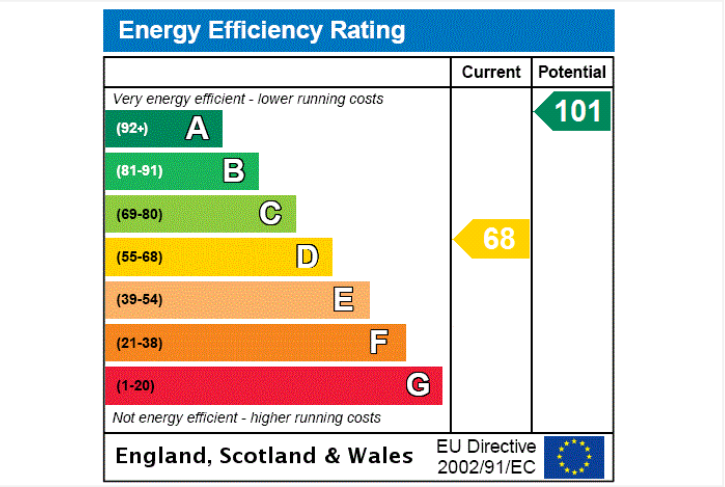 Energy Efficiency Rating
Current Potential
Very energy efficient - lower running costs
(92+) A
101
(81-91) B
(69-80) C
(55-68) D
68
(39-54) E
(21-38) F
(1-20) G
Not energy efficient - higher running costs
England, Scotland & Wales
EU Directive
2002/91/EC